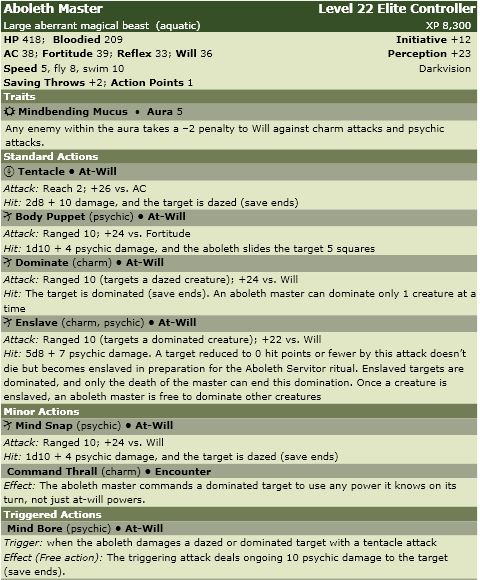 Aboleth Master Level 22 Elite Controller
Large aberrant magical beast (aquatic) XP 8,300
HP 418; Bloodied 209 Initiative +12
AC 38; Fortitude 39; Reflex 33; Will 36 Perception +23
Speed 5, fly 8, swim 10 Darkvision
Saving Throws +2; Action Points 1
Traits
Mindbending Mucus • Aura 5
Any enemy within the aura takes a −2 penalty to Will against charm attacks and psychic
attacks.
Standard Actions
Tentacle • At-Will
Attack: Reach 2; +26 vs. AC
Hit: 2d8 + 10 damage, and the target is dazed (save ends)
Body Puppet (psychic) • At-Will
Attack: Ranged 10; +24 vs. Fortitude
Hit: 1d10 + 4 psychic damage, and the aboleth slides the target 5 squares
Dominate (charm) • At-Will
Attack: Ranged 10 (targets a dazed creature); +24 vs. Will
Hit: The target is dominated (save ends). An aboleth master can dominate only 1 creature at a
time
Enslave (charm, psychic) • At-Will
Attack: Ranged 10 (targets a dominated creature); +22 vs. Will
Hit: 5d8 + 7 psychic damage. A target reduced to 0 hit points or fewer by this attack doesn't
die but becomes enslaved in preparation for the Aboleth Servitor ritual. Enslaved targets are
dominated, and only the death of the master can end this domination. Once a creature is
enslaved, an aboleth master is free to dominate other creatures
Minor Actions
Mind Snap (psychic) • At-Will
Attack: Ranged 10; +24 vs. Will
Hit: 1d10 + 4 psychic damage, and the target is dazed (save ends)
Command Thrall (charm) • Encounter
Effect: The aboleth master commands a dominated target to use any power it knows on its
turn, not just at-will powers.
Triggered Actions
Mind Bore (psychic) • At-Will
Trigger: when the aboleth damages a dazed or dominated target with a tentacle attack
Effect (Free action): The triggering attack deals ongoing 10 psychic damage to the target
(save ends).